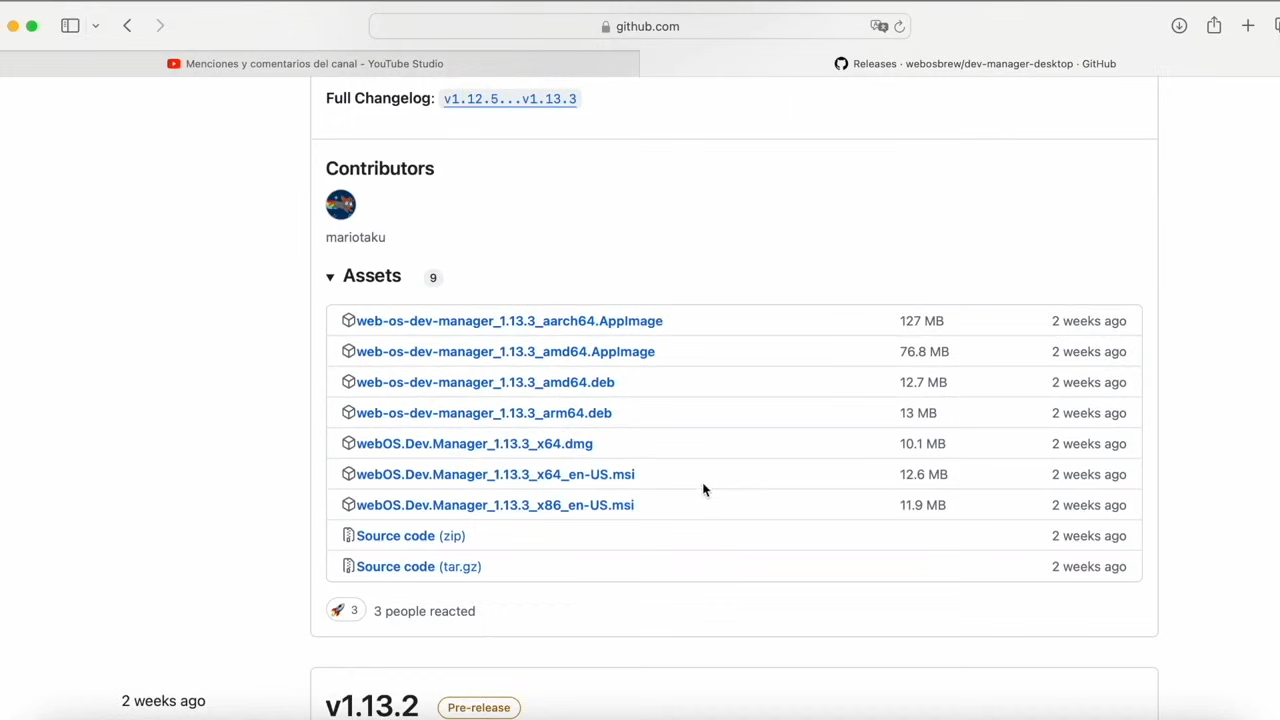 github.com
Menciones y comentarios del canal - YouTube Studio
Releases · webosbrew/dev-manager-desktop · GitHub
Full Changelog: v1.12.5...v1.13.3
Contributors
mariotaku
Assets 9
web-os-dev-manager_1.13.3_aarch64.AppImage 127 MB 2 weeks ago
web-os-dev-manager_1.13.3_amd64.AppImage 76.8 MB 2 weeks ago
web-os-dev-manager_1.13.3_amd64.deb 12.7 MB 2 weeks ago
web-os-dev-manager_1.13.3_arm64.deb 13 MB 2 weeks ago
webOS.Dev.Manager_1.13.3_x64.dmg 10.1 MB 2 weeks ago
webOS.Dev.Manager_1.13.3_x64_en-US.msi 12.6 MB 2 weeks ago
webOS.Dev.Manager_1.13.3_x86_en-US.msi 11.9 MB 2 weeks ago
Source code (zip) 2 weeks ago
Source code (tar.gz) 2 weeks ago
3 3 people reacted
2 weeks ago
v1.13.2 Pre-release